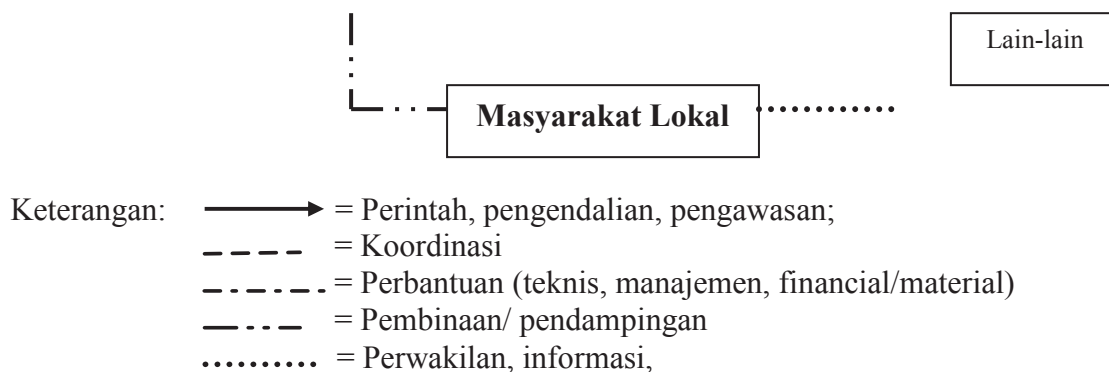 Lain-lain
Masyarakat Lokal
Keterangan: = Perintah, pengendalian, pengawasan;
= Koordinasi
= Perbantuan (teknis, manajemen, financial/material)
= Pembinaan/ pendampingan
= Perwakilan, informasi,